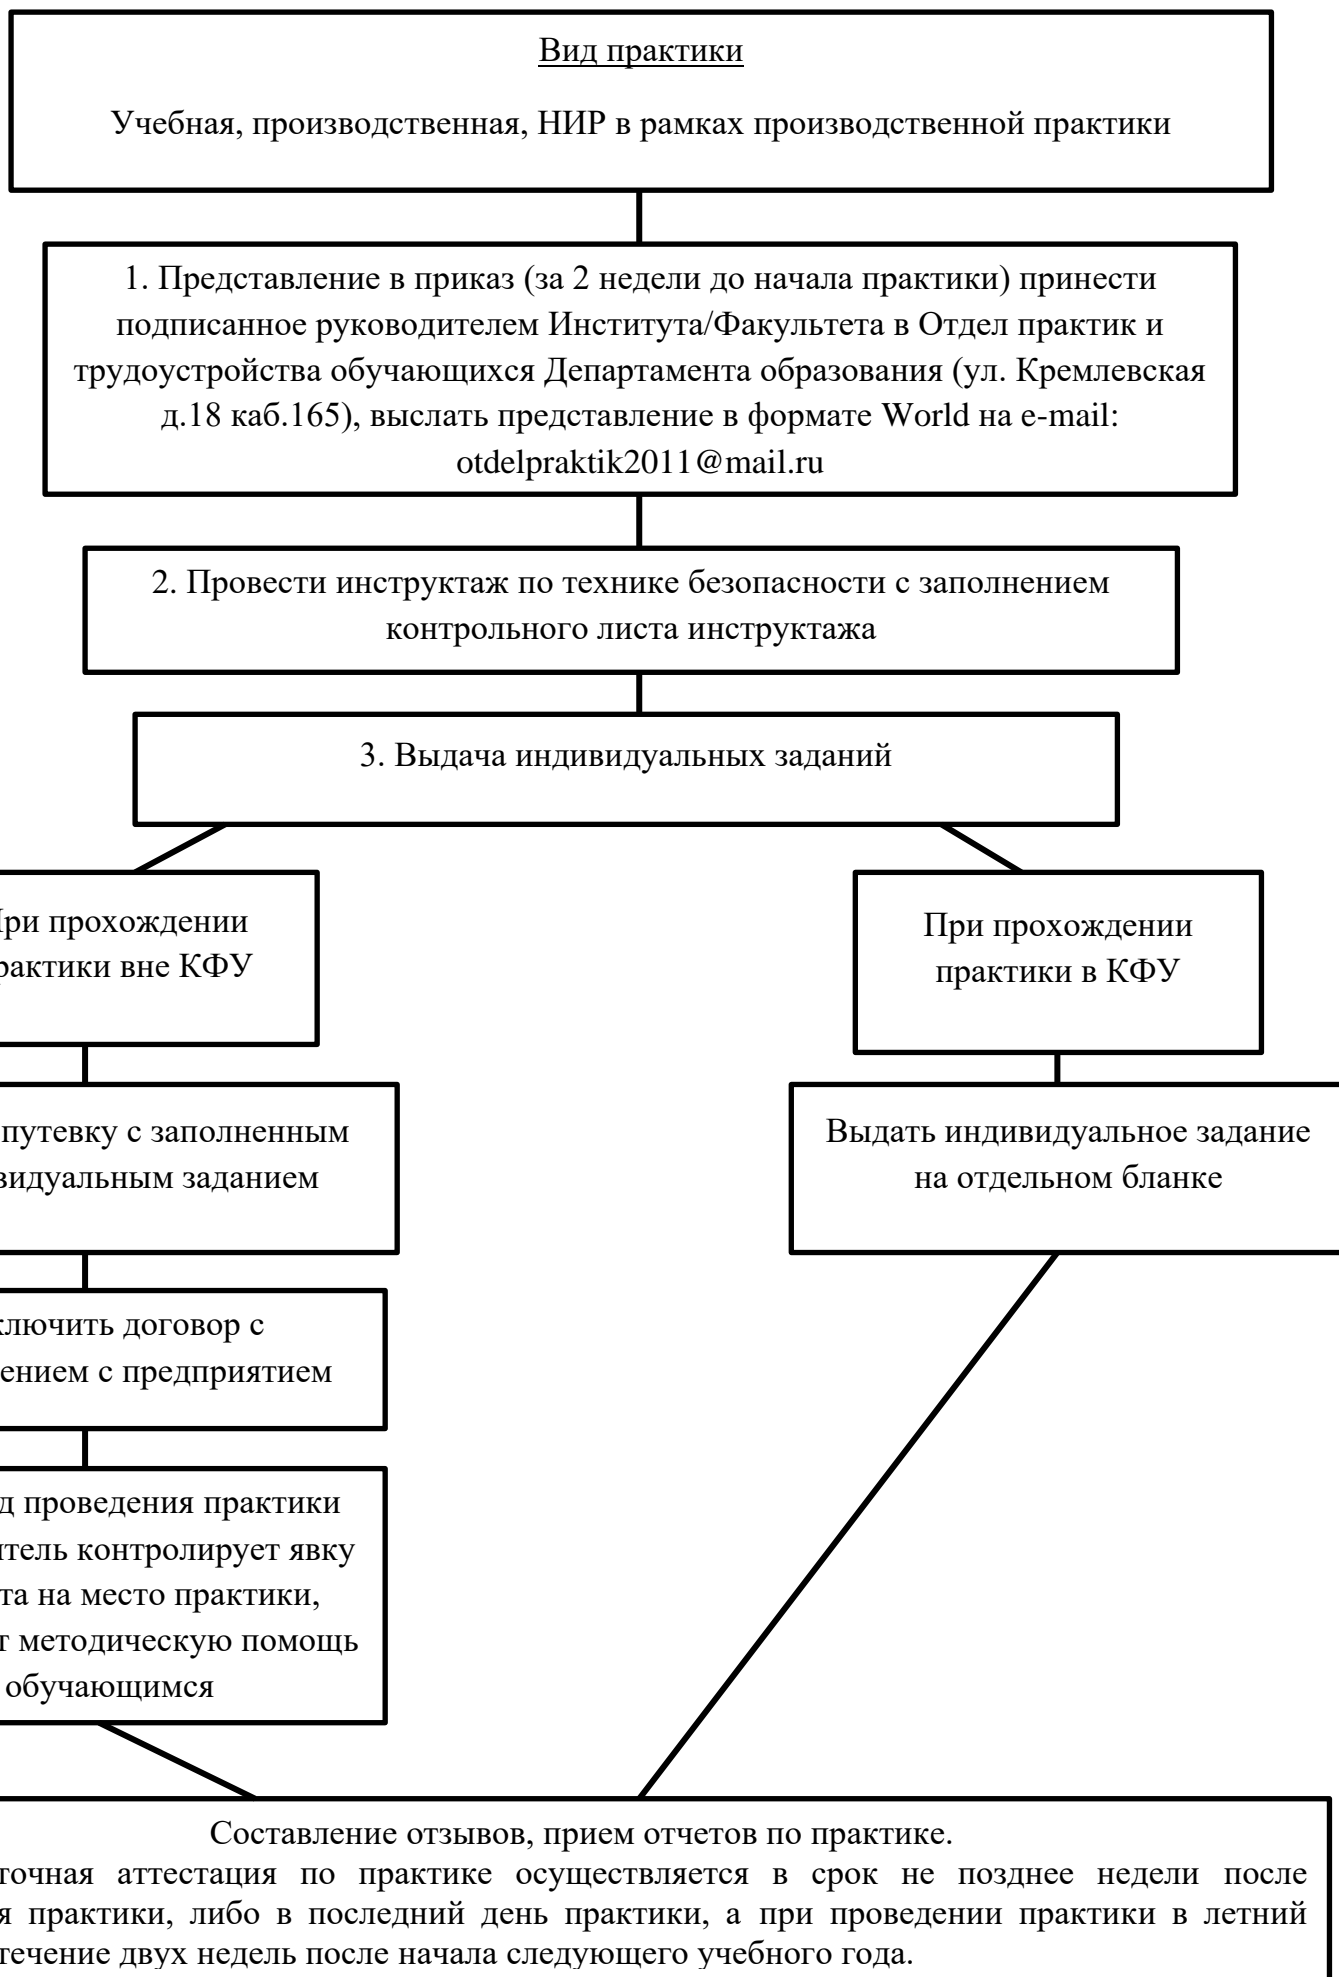 Вид практики
Учебная, производственная, НИР в рамках производственной практики
1. Представление в приказ (за 2 недели до начала практики) принести
подписанное руководителем Института/Факультета в Отдел практик и
трудоустройства обучающихся Департамента образования (ул. Кремлевская
д.18 каб.165), выслать представление в формате World на e-mail:
otdelpraktik2011@mail.ru
2. Провести инструктаж по технике безопасности с заполнением
контрольного листа инструктажа
3. Выдача индивидуальных заданий
При прохождении
практики вне КФУ
При прохождении
практики в КФУ
путевку с заполненным
видуальным заданием
Выдать индивидуальное задание
на отдельном бланке
ключить договор с
ением с предприятием
д проведения практики
итель контролирует явку
та на место практики,
т методическую помощь
обучающимся
Составление отзывов, прием отчетов по практике.
точная аттестация по практике осуществляется в срок не позднее недели после
я практики, либо в последний день практики, а при проведении практики в летний
течение двух недель после начала следующего учебного года.